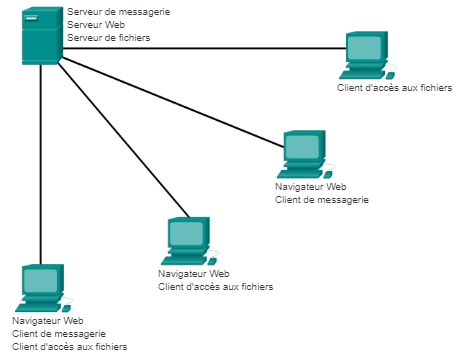 Serveur de messagerie
Serveur Web
Serveur de fichiers
Client d'accès aux fichiers
Navigateur Web
Client de messagerie
Navigateur Web
Client d'accès aux fichiers
Navigateur Web
Client de messagerie
Client d'accès aux fichiers